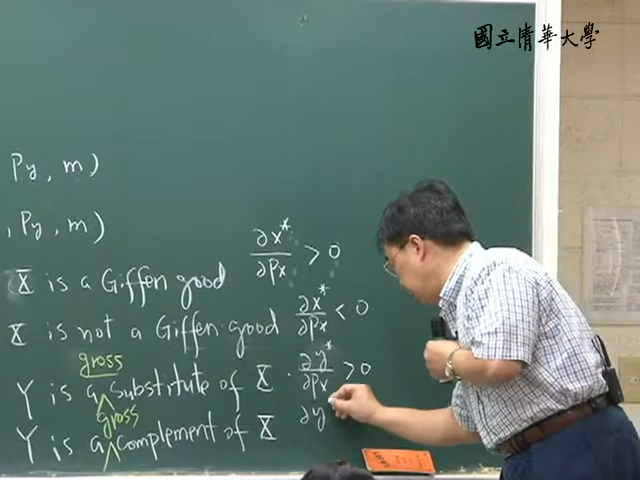 國立清華大學
Py, m)
, Py, m)
X is a Giffen good ∂x*/∂Px > 0
X is not a Giffen good ∂x*/∂Px < 0
gross
Y is a ^ substitute of X . ∂y*/∂Px > 0
gross
Y is a ^ complement of X ∂y